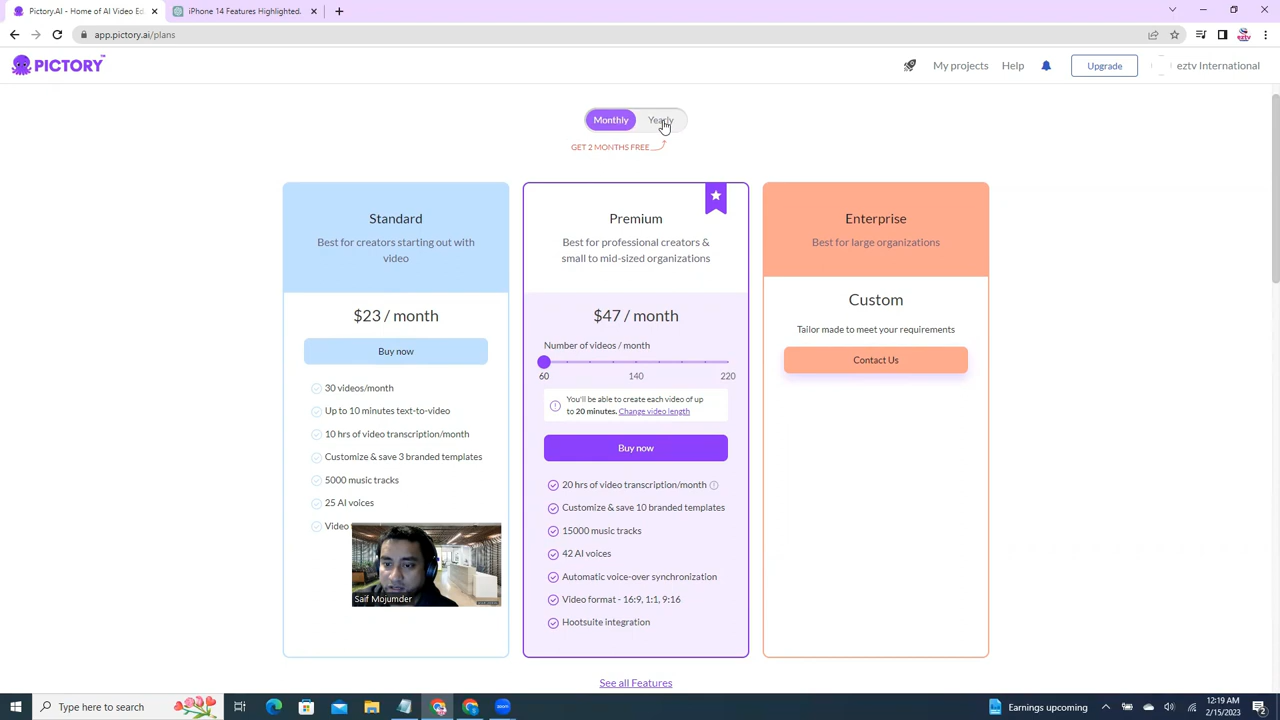 Pictory.AI - Home of AI Video Ed
iPhone 14 Features Highlighted.
app.pictory.ai/plans
PICTORY
My projects
Help
Upgrade
eztv International
Monthly
Yearly
GET 2 MONTHS FREE
Standard
Best for creators starting out with
video
$23 / month
Buy now
30 videos/month
Up to 10 minutes text-to-video
10 hrs of video transcription/month
Customize & save 3 branded templates
5000 music tracks
25 AI voices
Video
Saif Mojumder
Premium
Best for professional creators &
small to mid-sized organizations
$47 / month
Number of videos / month
60
140
220
You'll be able to create each video of up
to 20 minutes. Change video length
Buy now
20 hrs of video transcription/month
Customize & save 10 branded templates
15000 music tracks
42 AI voices
Automatic voice-over synchronization
Video format - 16:9, 1:1, 9:16
Hootsuite integration
Enterprise
Best for large organizations
Custom
Tailor made to meet your requirements
Contact Us
See all Features
Type here to search
zoom
Earnings upcoming
12:19 AM
2/15/2023
2